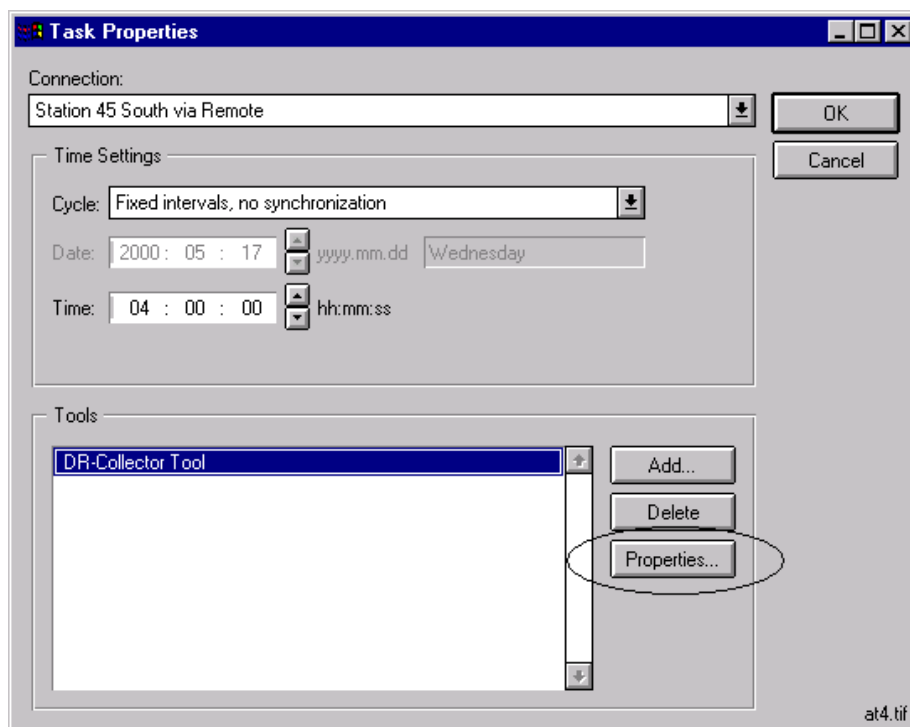 Task Properties
Connection:
Station 45 South via Remote
OK
Cancel
Time Settings
Cycle: Fixed intervals, no synchronization
Date: 2000 : 05 : 17 yyyy.mm.dd Wednesday
Time: 04 : 00 : 00 hh:mm:ss
Tools
DR-Collector Tool
Add...
Delete
Properties...
at4.tif